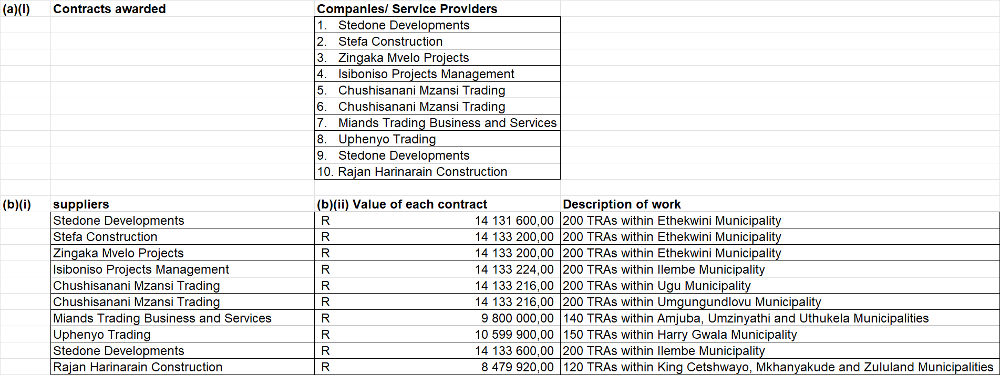 (a)(i) Contracts awarded Companies/ Service Providers
1. Stedone Developments
2. Stefa Construction
3. Zingaka Mvelo Projects
4. Isiboniso Projects Management
5. Chushisanani Mzansi Trading
6. Chushisanani Mzansi Trading
7. Miands Trading Business and Services
8. Uphenyo Trading
9. Stedone Developments
10. Rajan Harinarain Construction
(b)(i) suppliers (b)(ii) Value of each contract Description of work
Stedone Developments R 14 131 600,00 200 TRAs within Ethekwini Municipality
Stefa Construction R 14 133 200,00 200 TRAs within Ethekwini Municipality
Zingaka Mvelo Projects R 14 133 200,00 200 TRAs within Ethekwini Municipality
Isiboniso Projects Management R 14 133 224,00 200 TRAs within Ilembe Municipality
Chushisanani Mzansi Trading R 14 133 216,00 200 TRAs within Ugu Municipality
Chushisanani Mzansi Trading R 14 133 216,00 200 TRAs within Umgungundlovu Municipality
Miands Trading Business and Services R 9 800 000,00 140 TRAs within Amjuba, Umzinyathi and Uthukela Municipalities
Uphenyo Trading R 10 599 900,00 150 TRAs within Harry Gwala Municipality
Stedone Developments R 14 133 600,00 200 TRAs within Ilembe Municipality
Rajan Harinarain Construction R 8 479 920,00 120 TRAs within King Cetshwayo, Mkhanyakude and Zululand Municipalities